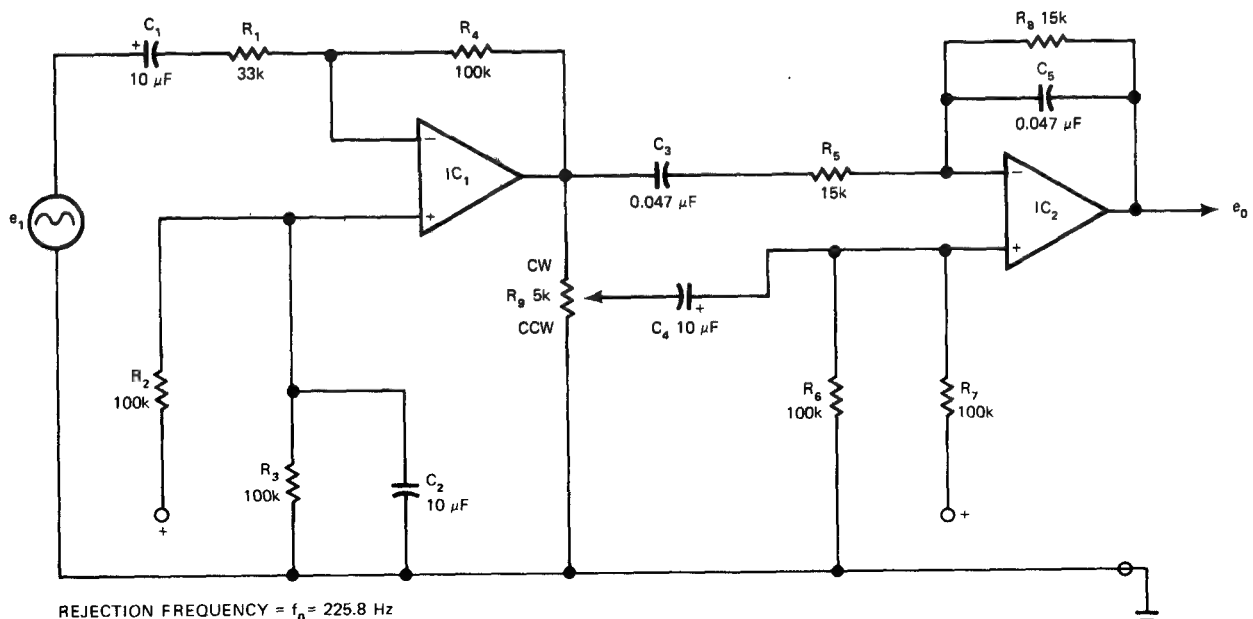 C1
+
10 μF
R1
33k
R4
100k
R8 15k
C5
0.047 μF
−
IC1
+
C3
0.047 μF
R5
15k
−
IC2
+
e0
e1
CW
R9 5k
CCW
+
C4 10 μF
R2
100k
R6
100k
R7
100k
R3
100k
C2
10 μF
+
+
REJECTION FREQUENCY = fn = 225.8 Hz